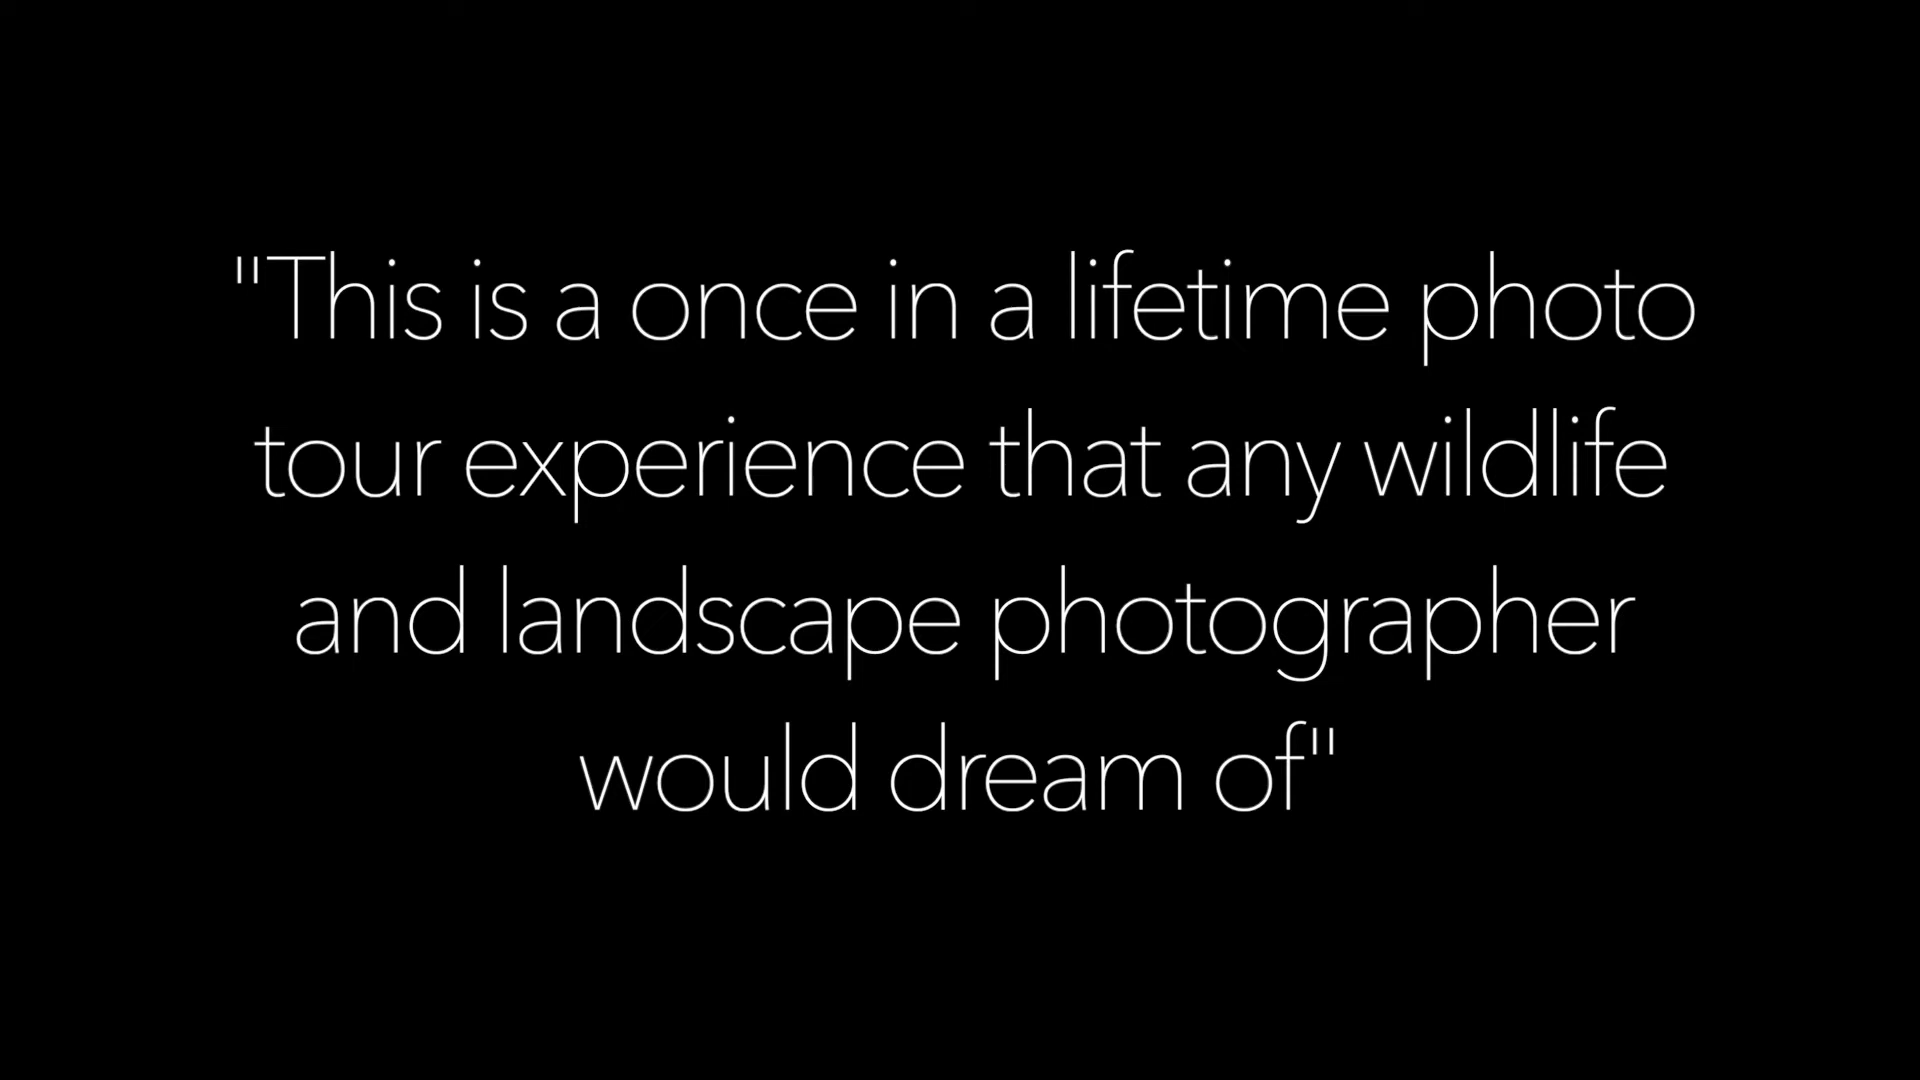 "This is a once in a lifetime photo
tour experience that any wildlife
and landscape photographer
would dream of"